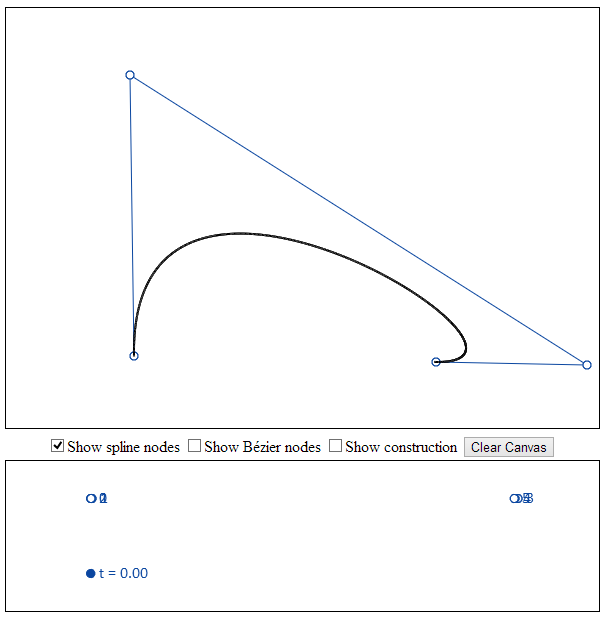 Show spline nodes Show Bézier nodes Show construction Clear Canvas
t = 0.00